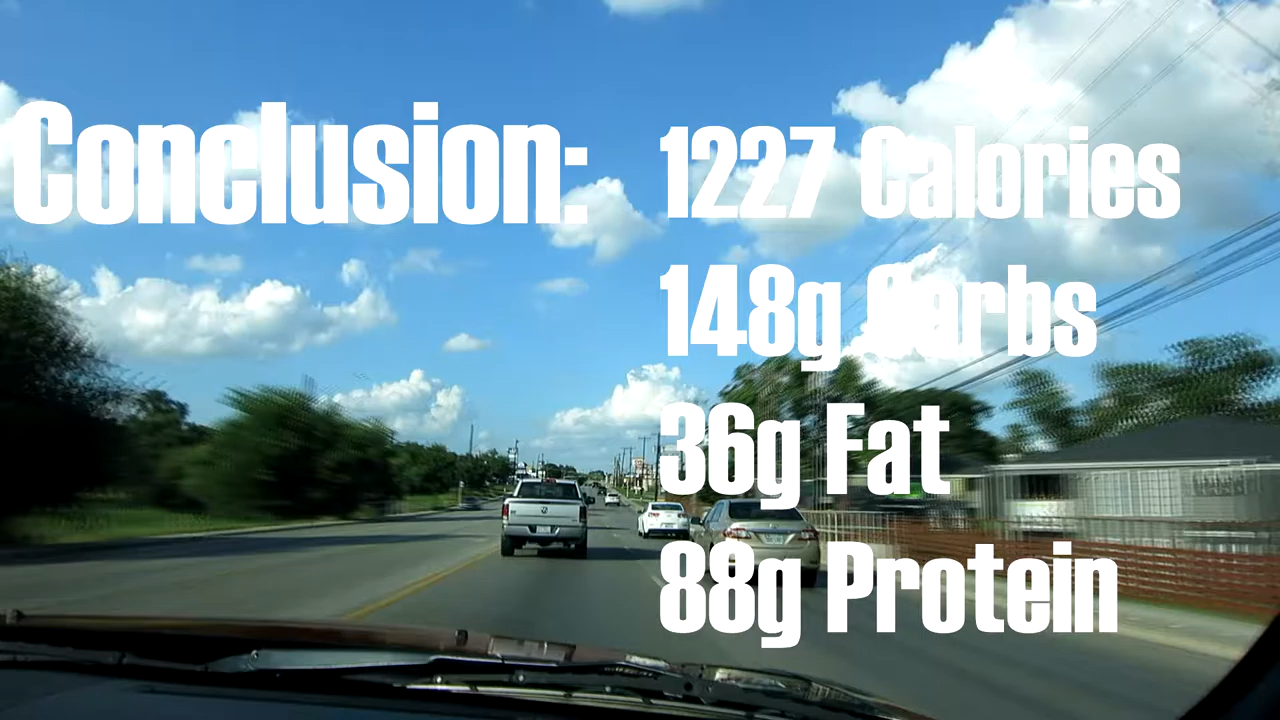 Conclusion:
1227 Calories
148g Carbs
36g Fat
88g Protein